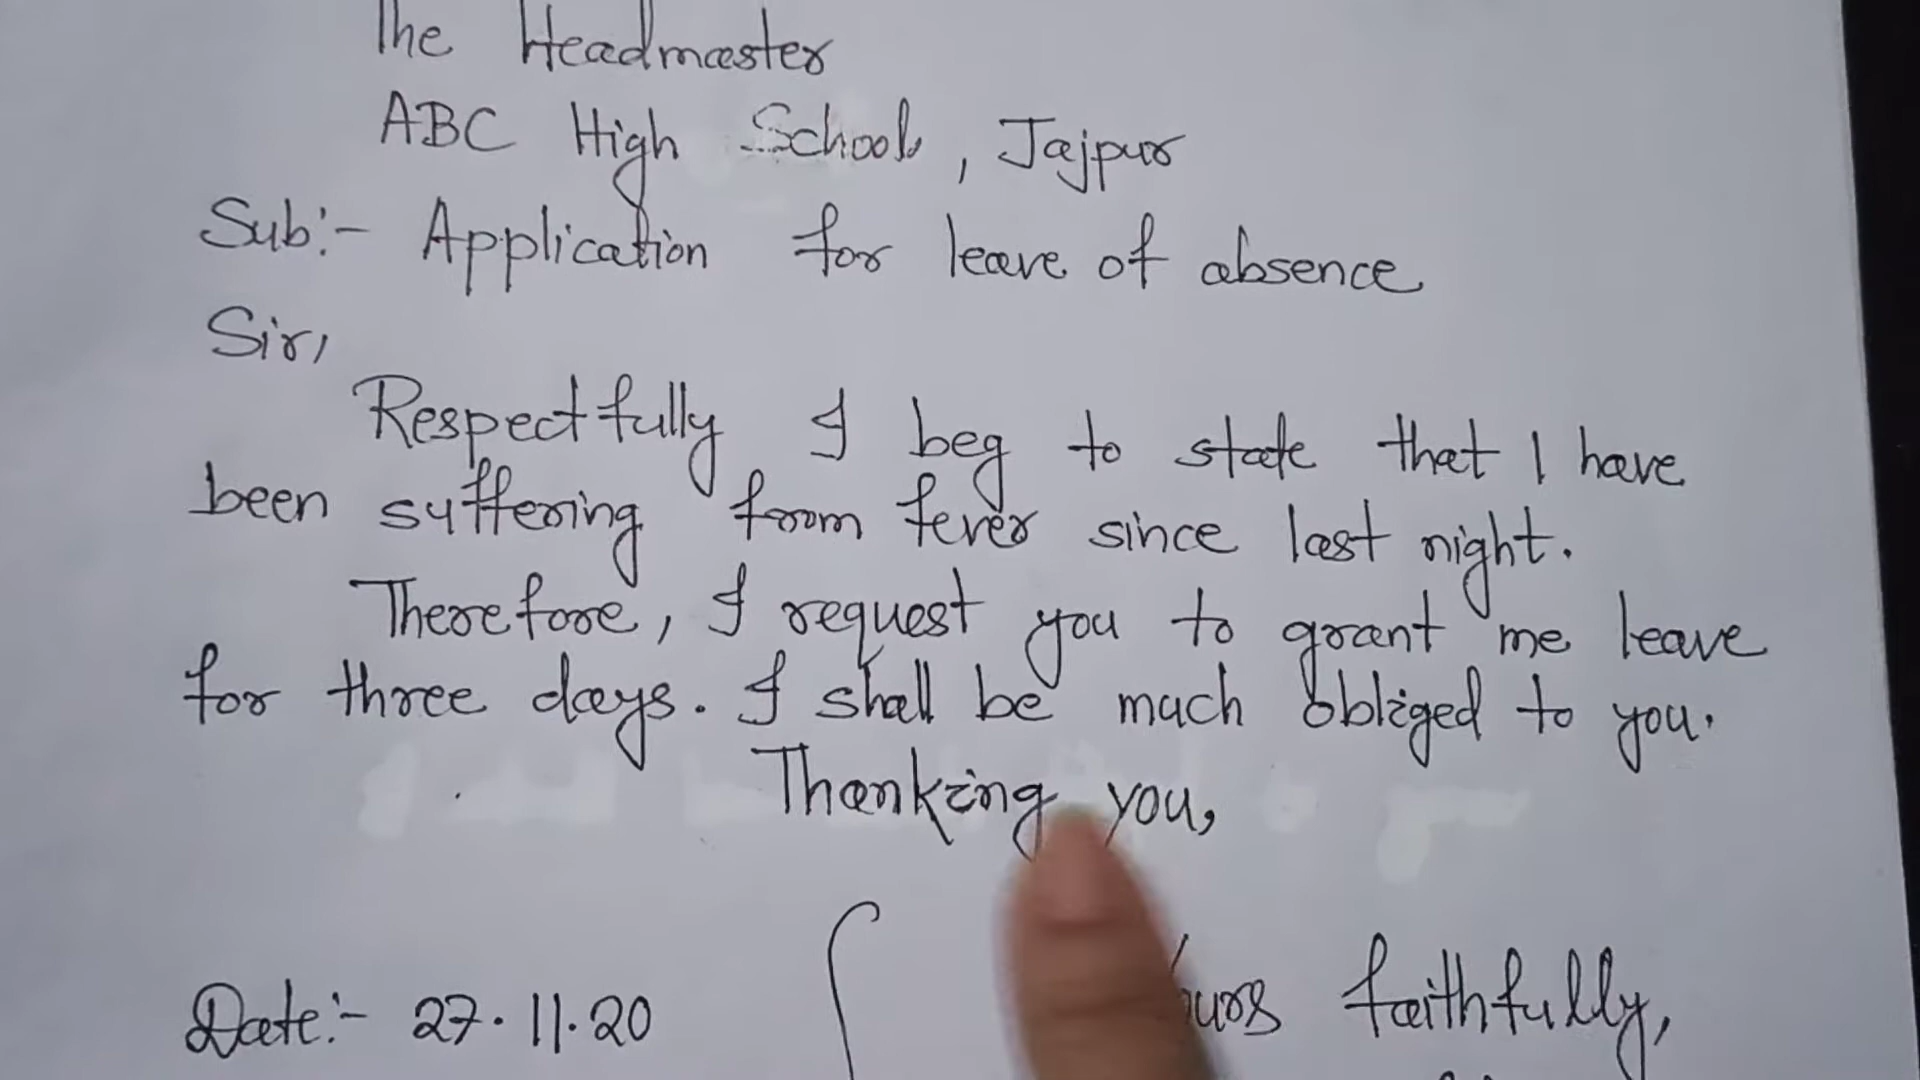 The Headmaster
ABC High School, Jajpur
Sub:- Application for leave of absence
Sir,
Respectfully I beg to state that I have
been suffering from fever since last night.
Therefore, I request you to grant me leave
for three days. I shall be much obliged to you.
Thanking you,
Date:- 27.11.20
Yours faithfully,